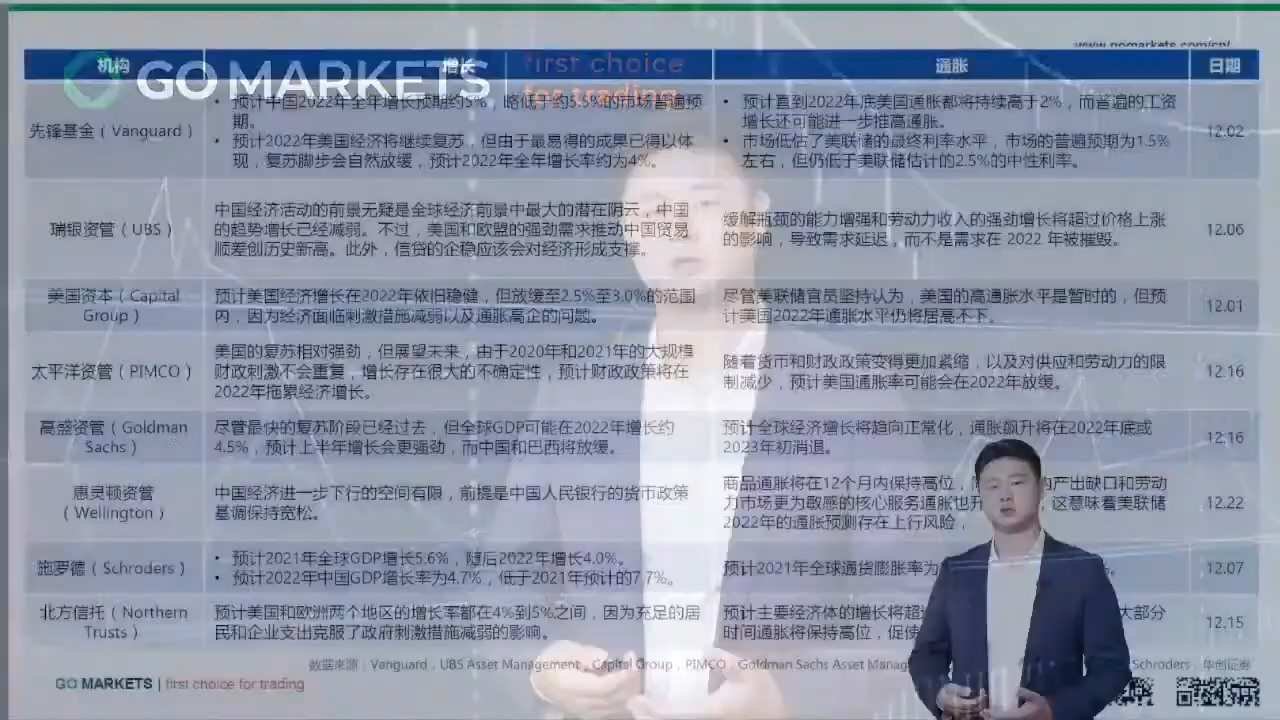 www.gomarkets.com/cn/
GO MARKETS
first choice
for trading
机构
增长
通胀
日期
先锋基金（Vanguard）
• 预计中国2022年全年增长预期约5%，略低于约5.5%的市场普遍预
期。
• 预计2022年美国经济将继续复苏，但由于最易得的成果已得以体
现，复苏脚步会自然放缓，预计2022年全年增长率约为4%。
• 预计直到2022年底美国通胀都将持续高于2%，而普遍的工资
增长还可能进一步推高通胀。
• 市场低估了美联储的最终利率水平，市场的普遍预期为1.5%
左右，但仍低于美联储估计的2.5%的中性利率。
12.02
瑞银资管（UBS）
中国经济活动的前景无疑是全球经济前景中最大的潜在阴云，中国
的趋势增长已经减弱。不过，美国和欧盟的强劲需求推动中国贸易
顺差创历史新高。此外，信贷的企稳应该会对经济形成支撑。
缓解瓶颈的能力增强和劳动力收入的强劲增长将超过价格上涨
的影响，导致需求延迟，而不是需求在 2022 年被摧毁。
12.06
美国资本（Capital
Group）
预计美国经济增长在2022年依旧稳健，但放缓至2.5%至3.0%的范围
内，因为经济面临刺激措施减弱以及通胀高企的问题。
尽管美联储官员坚持认为，美国的高通胀水平是暂时的，但预
计美国2022年通胀水平仍将居高不下。
12.01
太平洋资管（PIMCO）
美国的复苏相对强劲，但展望未来，由于2020年和2021年的大规模
财政刺激不会重复，增长存在很大的不确定性，预计财政政策将在
2022年拖累经济增长。
随着货币和财政政策变得更加紧缩，以及对供应和劳动力的限
制减少，预计美国通胀率可能会在2022年放缓。
12.16
高盛资管（Goldman
Sachs）
尽管最快的复苏阶段已经过去，但全球GDP可能在2022年增长约
4.5%，预计上半年增长会更强劲，而中国和巴西将放缓。
预计全球经济增长将趋向正常化，通胀飙升将在2022年底或
2023年初消退。
12.16
惠灵顿资管
（Wellington）
中国经济进一步下行的空间有限，前提是中国人民银行的货币政策
基调保持宽松。
商品通胀将在12个月内保持高位，产出缺口和劳动
力市场更为敏感的核心服务通胀也 这意味着美联储
2022年的通胀预测存在上行风险，
12.22
施罗德（Schroders）
• 预计2021年全球GDP增长5.6%，随后2022年增长4.0%。
• 预计2022年中国GDP增长率为4.7%，低于2021年预计的7.7%。
预计2021年全球通货膨胀率为
12.07
北方信托（Northern
Trusts）
预计美国和欧洲两个地区的增长率都在4%到5%之间，因为充足的居
民和企业支出克服了政府刺激措施减弱的影响。
预计主要经济体的增长将超 大部分
时间通胀将保持高位，促使
12.15
数据来源：Vanguard，UBS Asset Management，Capital Group，PIMCO，Goldman Sachs Asset Schroders，华创证券
GO MARKETS | first choice for trading